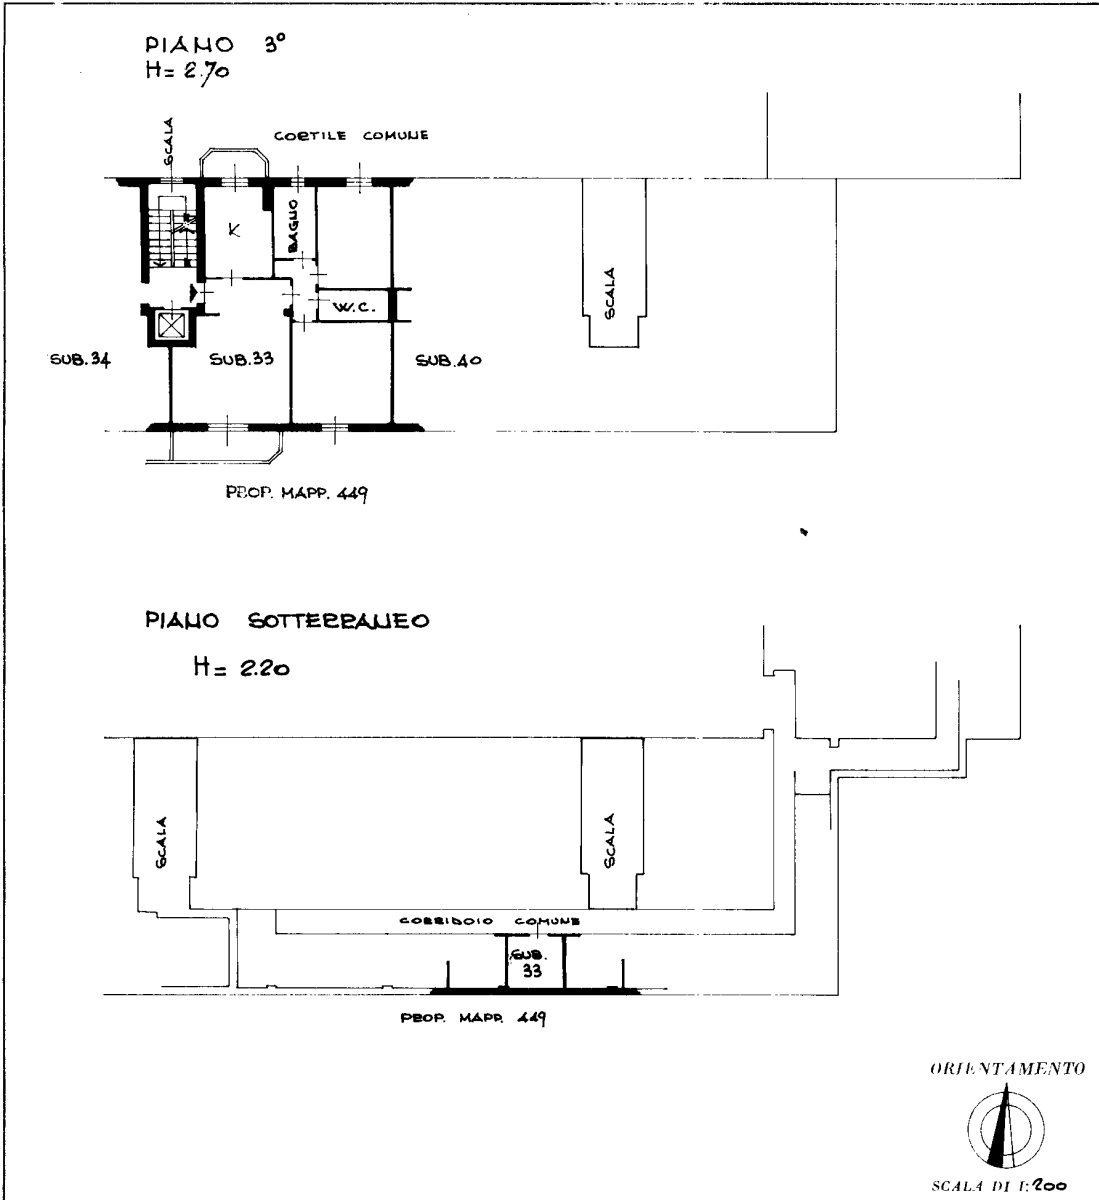 PIANO 3°
H= 2.70
SCALA
CORTILE COMUNE
K
BAGNO
SCALA
W.C.
SUB.34
SUB.33
SUB.40
PROP. MAPP. 449
PIANO SOTTERRANEO
H= 2.20
SCALA
SCALA
CORRIDOIO COMUNE
SUB.
33
PROP. MAPP. 449
ORIENTAMENTO
SCALA DI 1:200